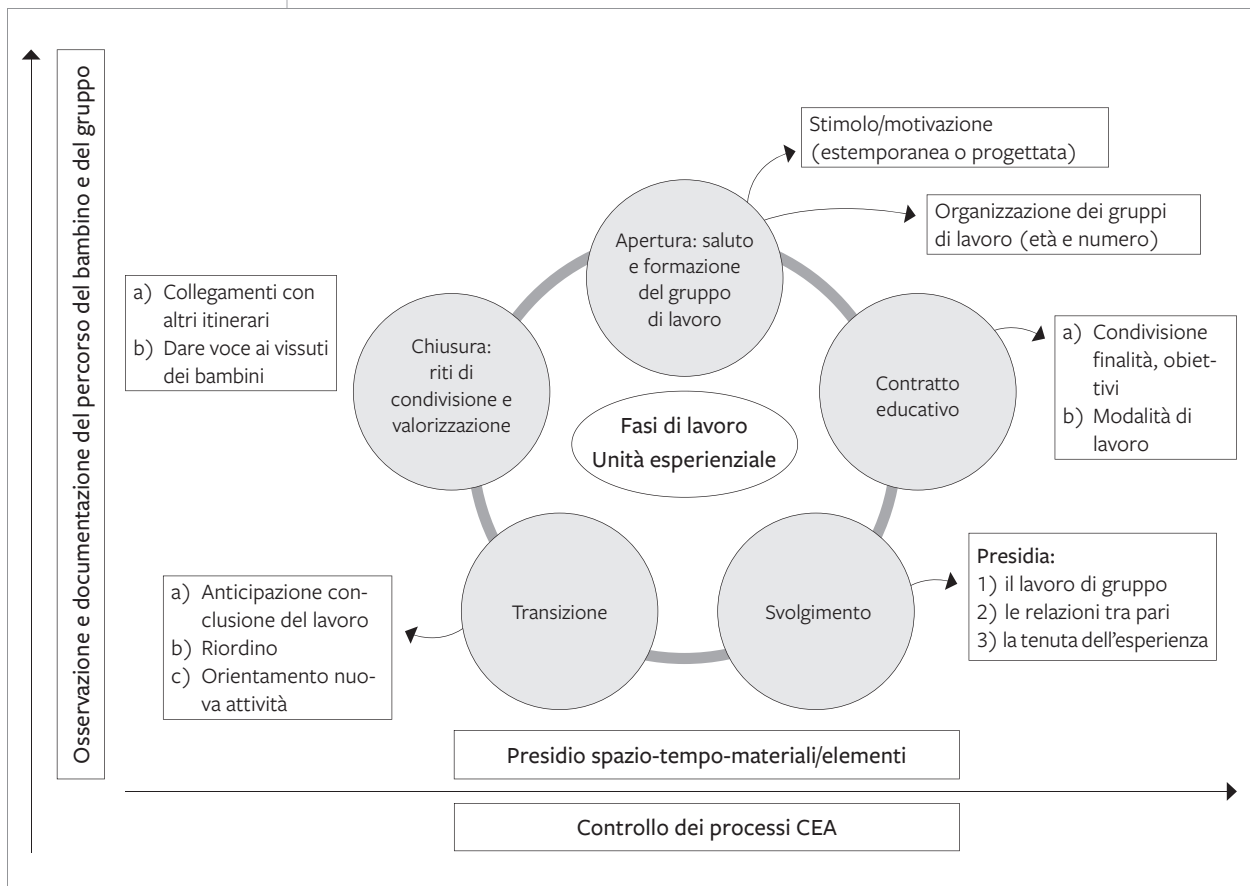 Osservazione e documentazione del percorso del bambino e del gruppo
Stimolo/motivazione
(estemporanea o progettata)
Organizzazione dei gruppi
di lavoro (età e numero)
Apertura: saluto
e formazione
del gruppo
di lavoro
a) Collegamenti con
altri itinerari
b) Dare voce ai vissuti
dei bambini
Chiusura:
riti di
condivisione e
valorizzazione
Contratto
educativo
a) Condivisione
finalità, obiet-
tivi
b) Modalità di
lavoro
Fasi di lavoro
Unità esperienziale
Presidia:
1) il lavoro di gruppo
2) le relazioni tra pari
3) la tenuta dell’esperienza
Svolgimento
Transizione
a) Anticipazione con-
clusione del lavoro
b) Riordino
c) Orientamento nuo-
va attività
Presidio spazio-tempo-materiali/elementi
Controllo dei processi CEA